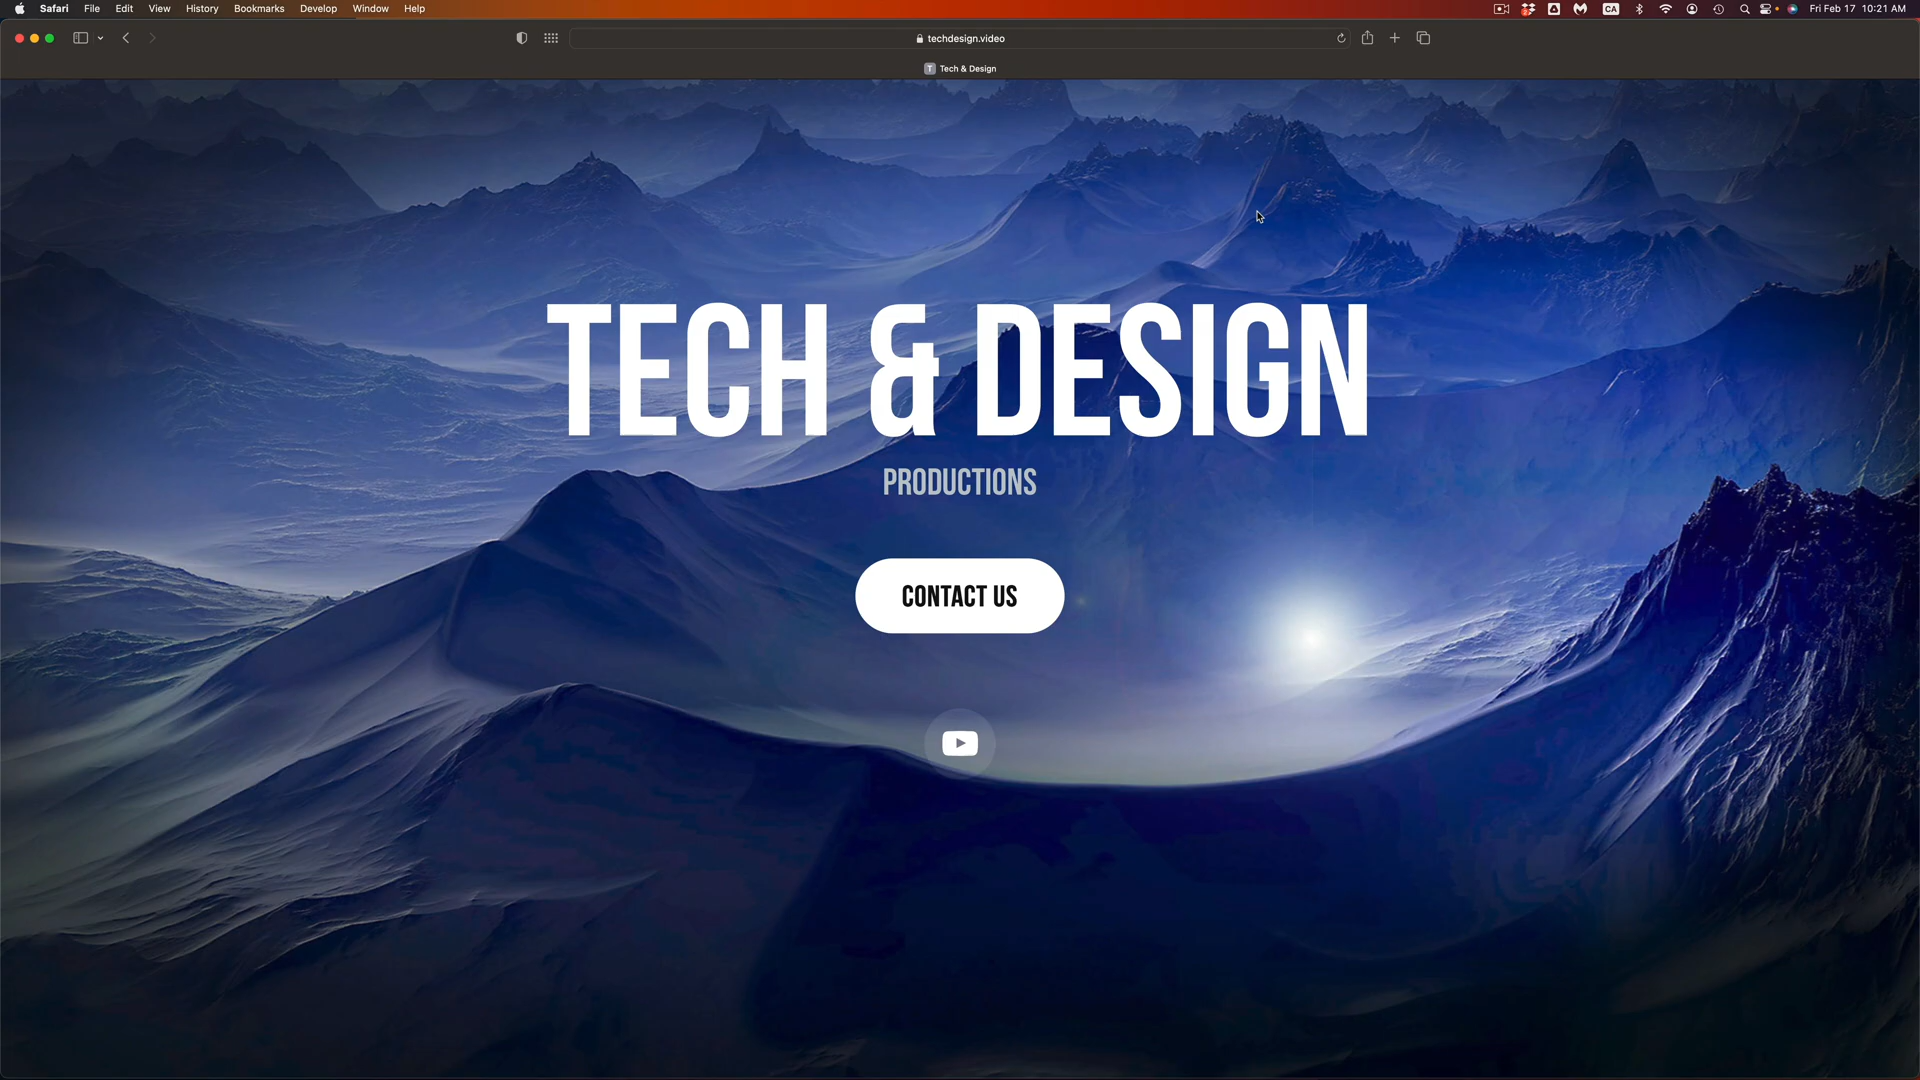 Safari File Edit View History Bookmarks Develop Window Help CA Fri Feb 17 10:21 AM
techdesign.video
T Tech & Design
TECH & DESIGN
PRODUCTIONS
CONTACT US